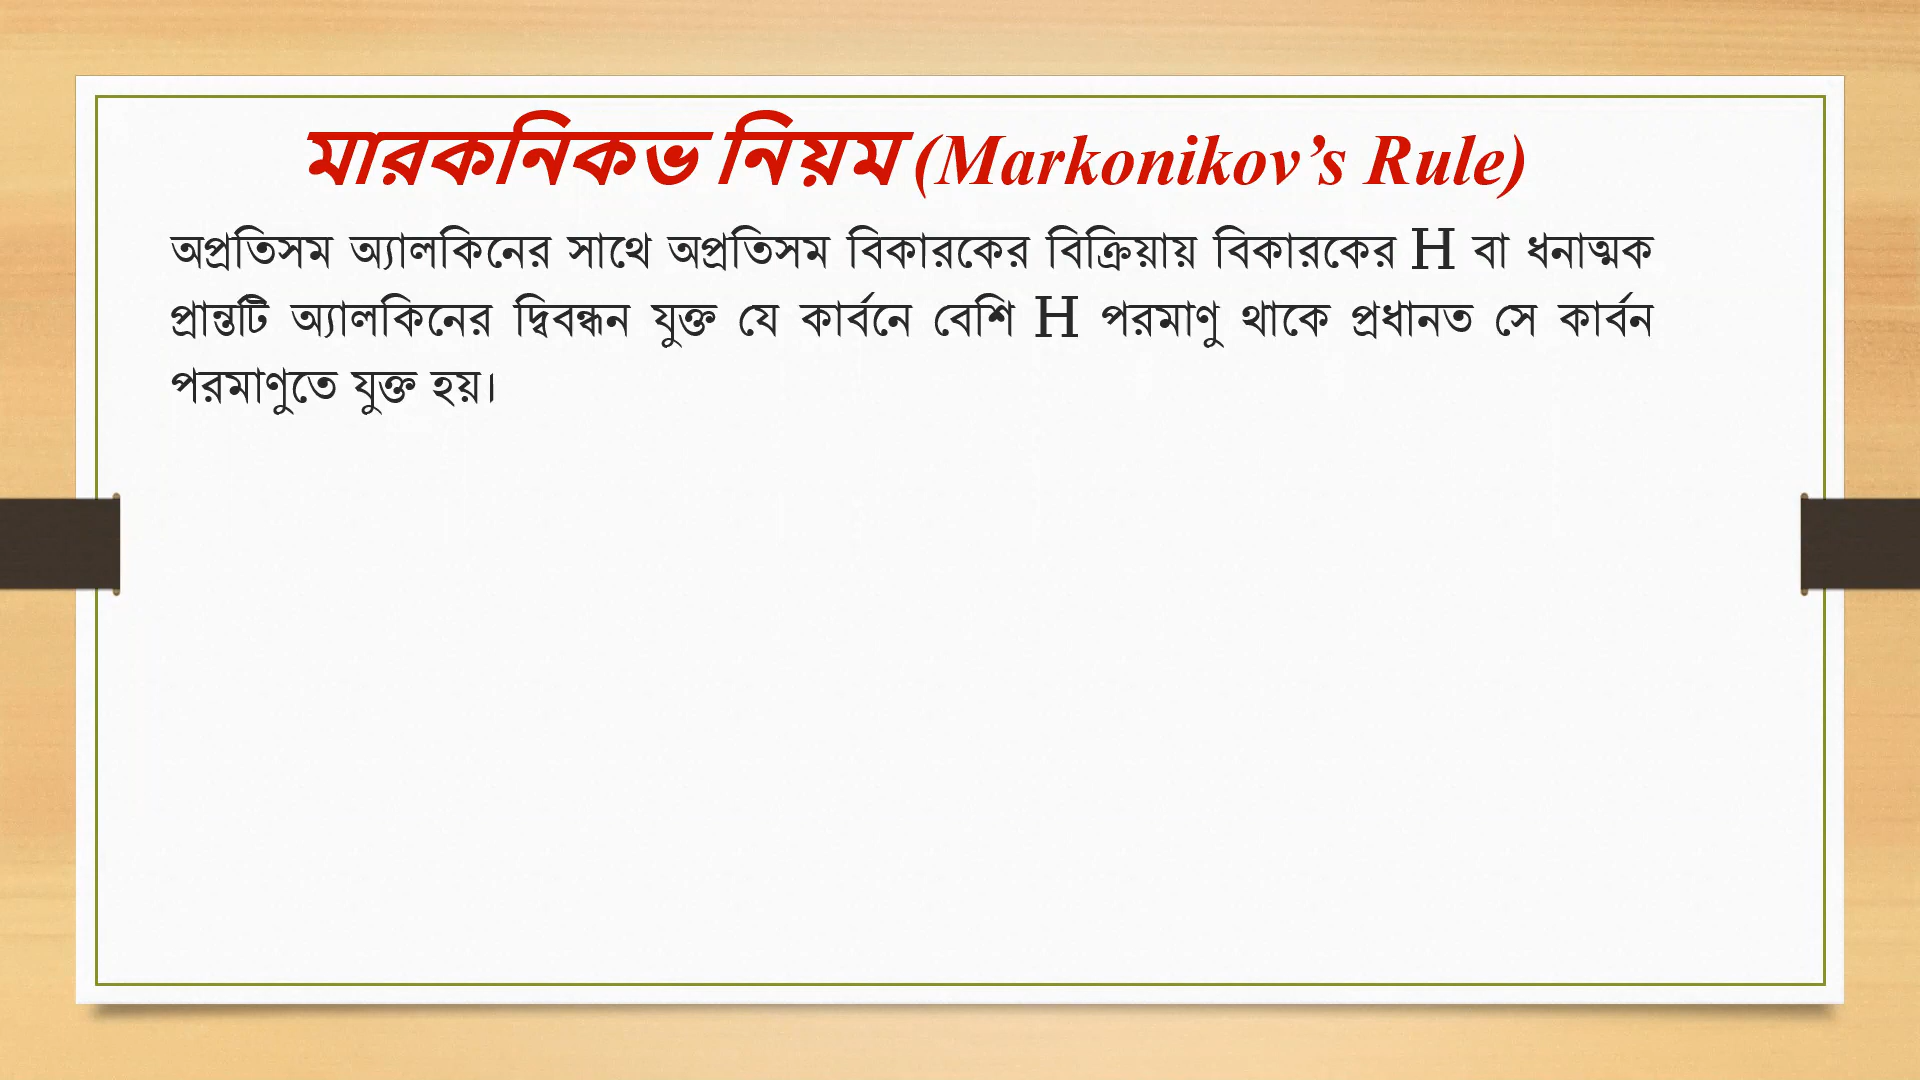 মারকনিকভ নিয়ম (Markonikov’s Rule)
অপ্রতিসম অ্যালকিনের সাথে অপ্রতিসম বিকারকের বিক্রিয়ায় বিকারকের H বা ধনাত্মক
প্রান্তটি অ্যালকিনের দ্বিবন্ধন যুক্ত যে কার্বনে বেশি H পরমাণু থাকে প্রধানত সে কার্বন
পরমাণুতে যুক্ত হয়।